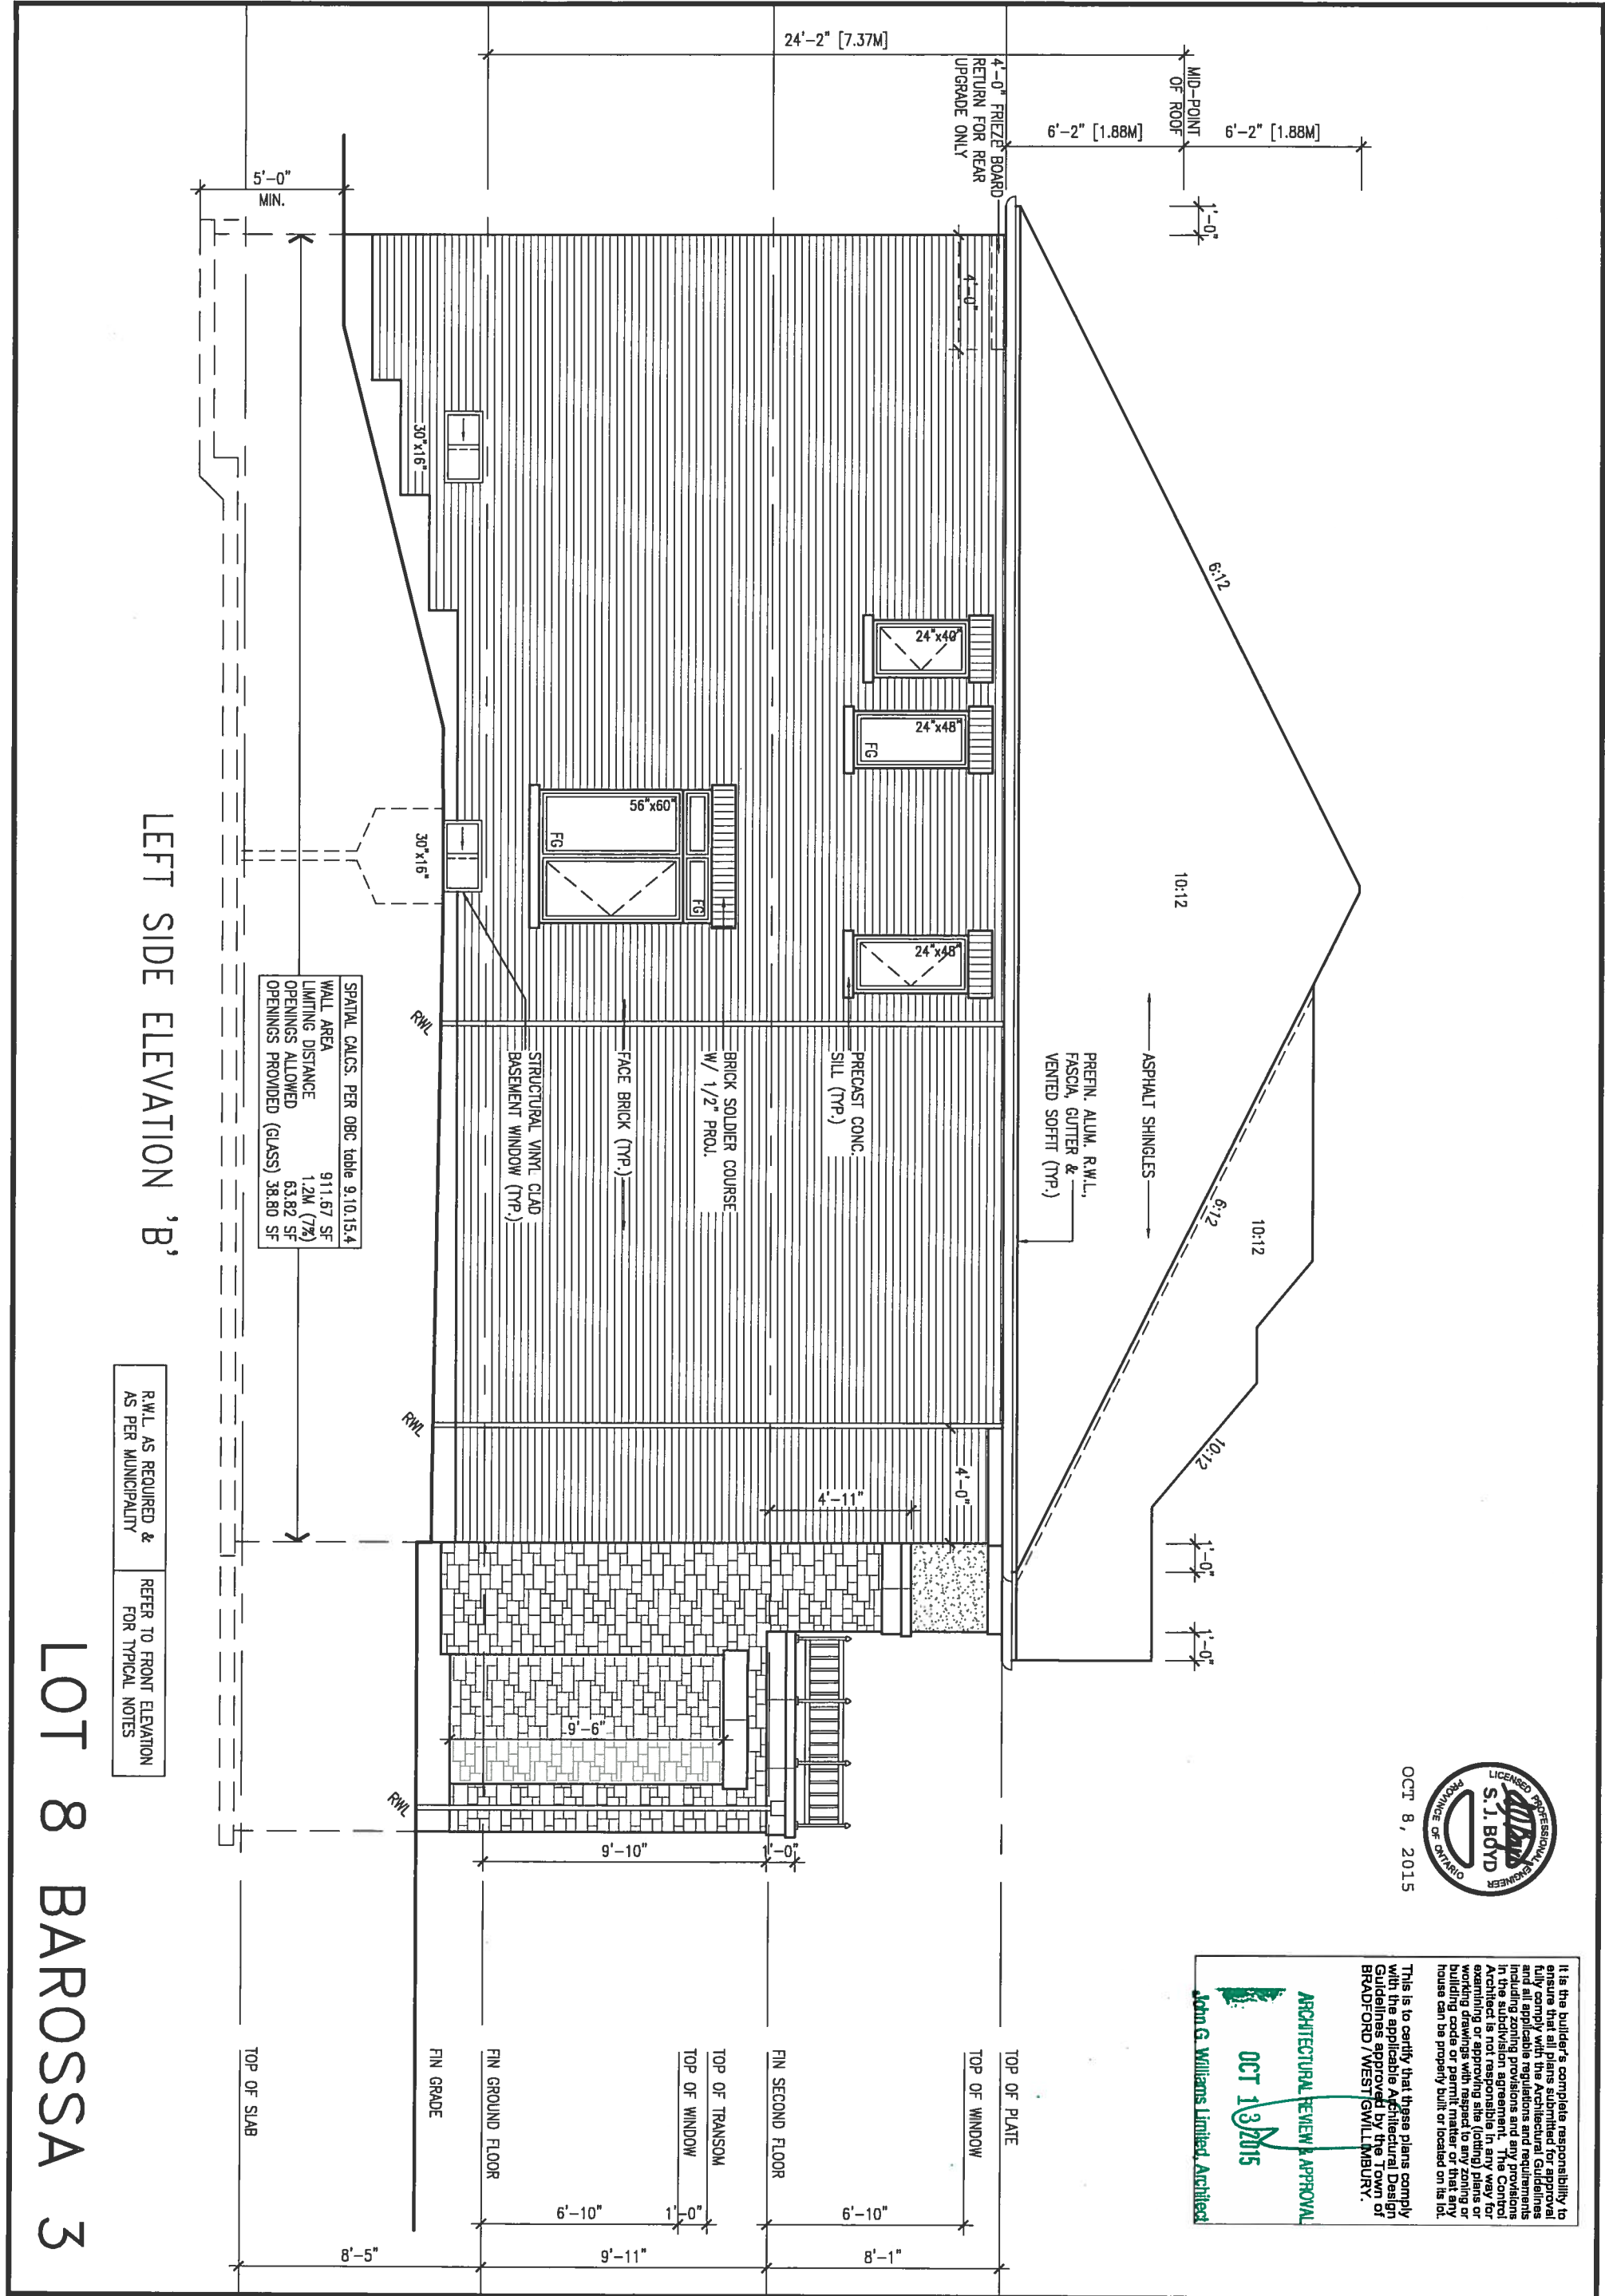 It is the builder's complete responsibility to
ensure that all plans submitted for approval
fully comply with the Architectural Guidelines
and all applicable regulations and requirements
including zoning provisions and any provisions
in the subdivision agreement. The Control
Architect is not responsible in any way for
examining or approving site (lotting) plans or
working drawings with respect to any zoning or
building code or permit matter or that any
house can be properly built or located on its lot.
This is to certify that these plans comply
with the applicable Architectural Design
Guidelines approved by the Town of
BRADFORD / WEST GWILLIMBURY.
ARCHITECTURAL REVIEW & APPROVAL
OCT 13 2015
John G. Williams Limited, Architect
LICENSED PROFESSIONAL ENGINEER
S. J. BOYD
PROVINCE OF ONTARIO
OCT 8, 2015
24'-2" [7.37M]
MID-POINT
OF ROOF
6'-2" [1.88M]
6'-2" [1.88M]
4'-0" FRIEZE BOARD
RETURN FOR REAR
UPGRADE ONLY
1'-0"
4'-0"
5'-0"
MIN.
6:12
10:12
6:12
10:12
10:12
1'-0"
1'-0"
ASPHALT SHINGLES
PREFIN. ALUM. R.W.L.,
FASCIA, GUTTER &
VENTED SOFFIT (TYP.)
24"x40"
24"x48"
FG
24"x48"
56"x60"
FG
FG
30"x16"
30"x16"
PRECAST CONC.
SILL (TYP.)
BRICK SOLDIER COURSE
W/ 1/2" PROJ.
FACE BRICK (TYP.)
STRUCTURAL VINYL CLAD
BASEMENT WINDOW (TYP.)
RWL
RWL
RWL
4'-0"
4'-11"
9'-6"
9'-10"
1'-0"
TOP OF PLATE
TOP OF WINDOW
FIN SECOND FLOOR
TOP OF TRANSOM
TOP OF WINDOW
FIN GROUND FLOOR
FIN GRADE
TOP OF SLAB
6'-10"
1'-0"
6'-10"
8'-1"
9'-11"
8'-5"
SPATIAL CALCS. PER OBC table 9.10.15.4
WALL AREA 911.67 SF
LIMITING DISTANCE 1.2M (7%)
OPENINGS ALLOWED 63.82 SF
OPENINGS PROVIDED (GLASS) 38.80 SF
LEFT SIDE ELEVATION 'B'
R.W.L. AS REQUIRED &
AS PER MUNICIPALITY
REFER TO FRONT ELEVATION
FOR TYPICAL NOTES
LOT 8 BAROSSA 3